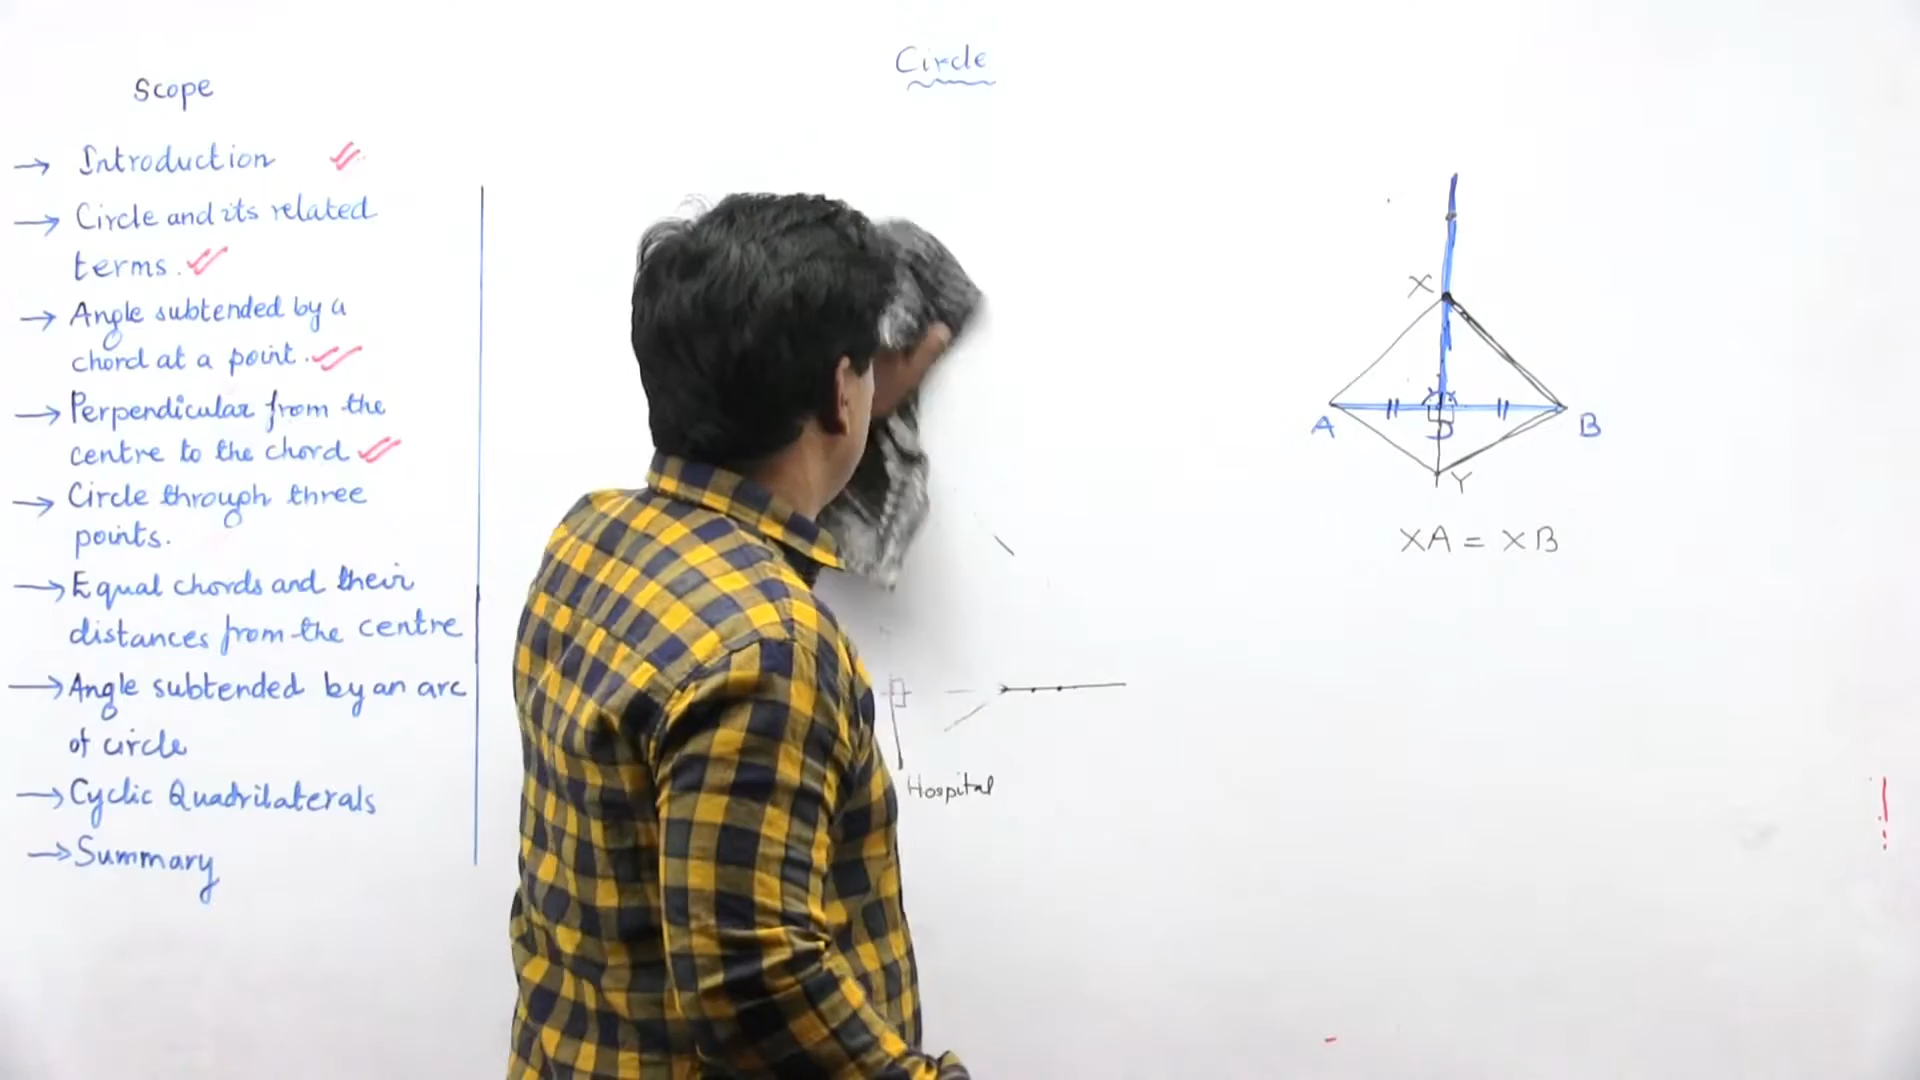 Circle
Scope
→ Introduction
→ Circle and its related
terms.
→ Angle subtended by a
chord at a point.
→ Perpendicular from the
centre to the chord
→ Circle through three
points.
→ Equal chords and their
distances from the centre
→ Angle subtended by an arc
of circle
→ Cyclic Quadrilaterals
→ Summary
X
A
D
B
Y
XA = XB
Hospital